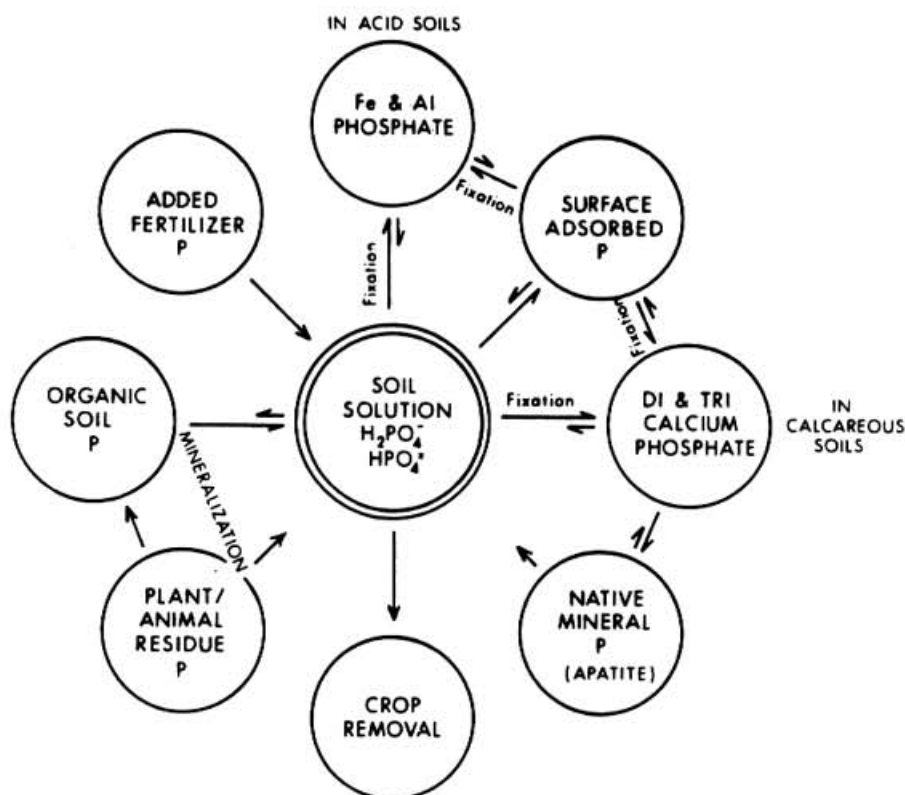 IN ACID SOILS
Fe & Al
PHOSPHATE
Fixation
SURFACE
ADSORBED
P
ADDED
FERTILIZER
P
Fixation
Fixation
ORGANIC
SOIL
P
SOIL
SOLUTION
H₂PO₄⁻
HPO₄⁼
Fixation
DI & TRI
CALCIUM
PHOSPHATE
IN
CALCAREOUS
SOILS
MINERALIZATION
PLANT/
ANIMAL
RESIDUE
P
NATIVE
MINERAL
P
(APATITE)
CROP
REMOVAL